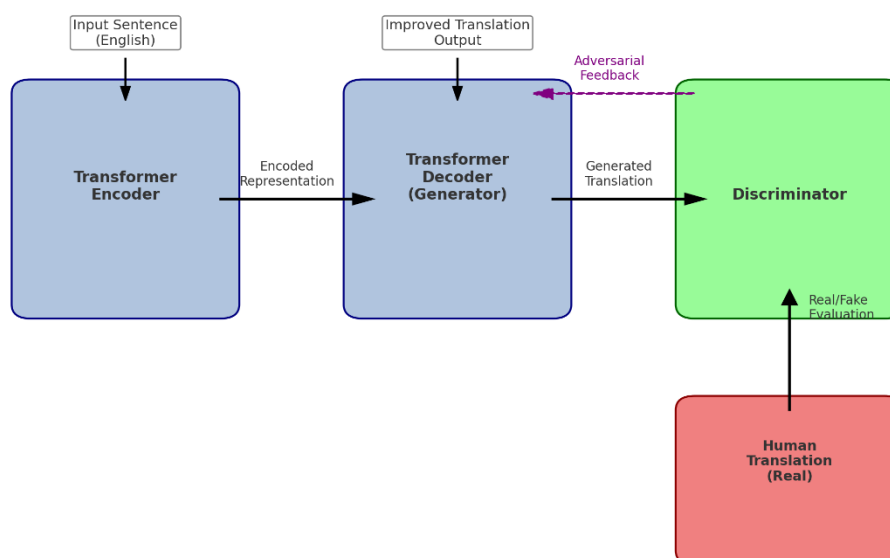 Input Sentence
(English)
Improved Translation
Output
Adversarial
Feedback
Transformer
Encoder
Encoded
Representation
Transformer
Decoder
(Generator)
Generated
Translation
Discriminator
Real/Fake
Evaluation
Human
Translation
(Real)